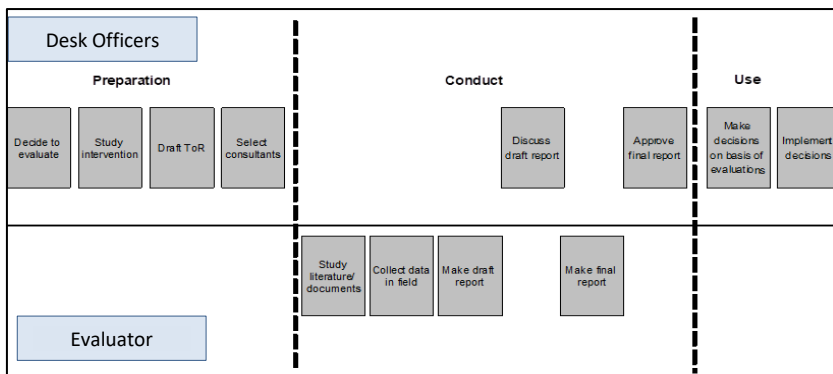 Desk Officers
Preparation
Conduct
Use
Decide to
evaluate
Study
intervention
Draft ToR
Select
consultants
Discuss
draft report
Approve
final report
Make
decisions
on basis of
evaluations
Implement
decisions
Study
literature/
documents
Collect data
in field
Make draft
report
Make final
report
Evaluator